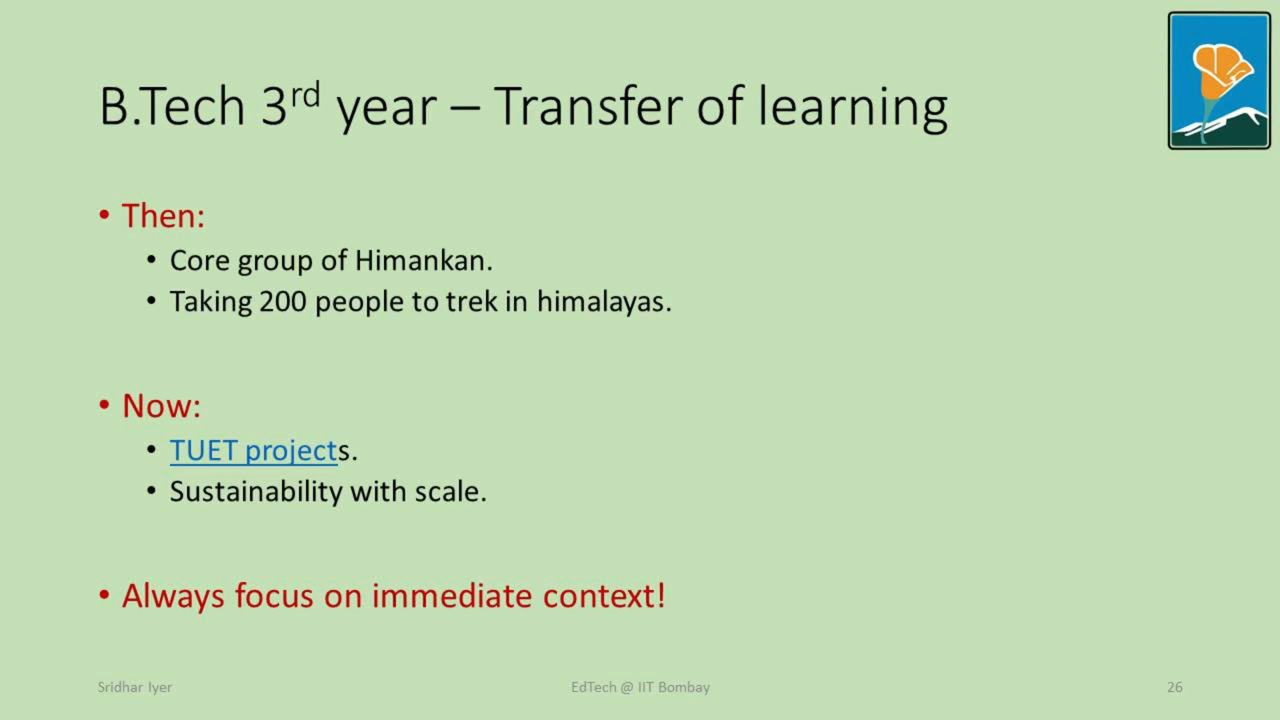 B.Tech 3rd year – Transfer of learning
• Then:
• Core group of Himankan.
• Taking 200 people to trek in himalayas.
• Now:
• TUET projects.
• Sustainability with scale.
• Always focus on immediate context!
Sridhar Iyer
EdTech @ IIT Bombay
26